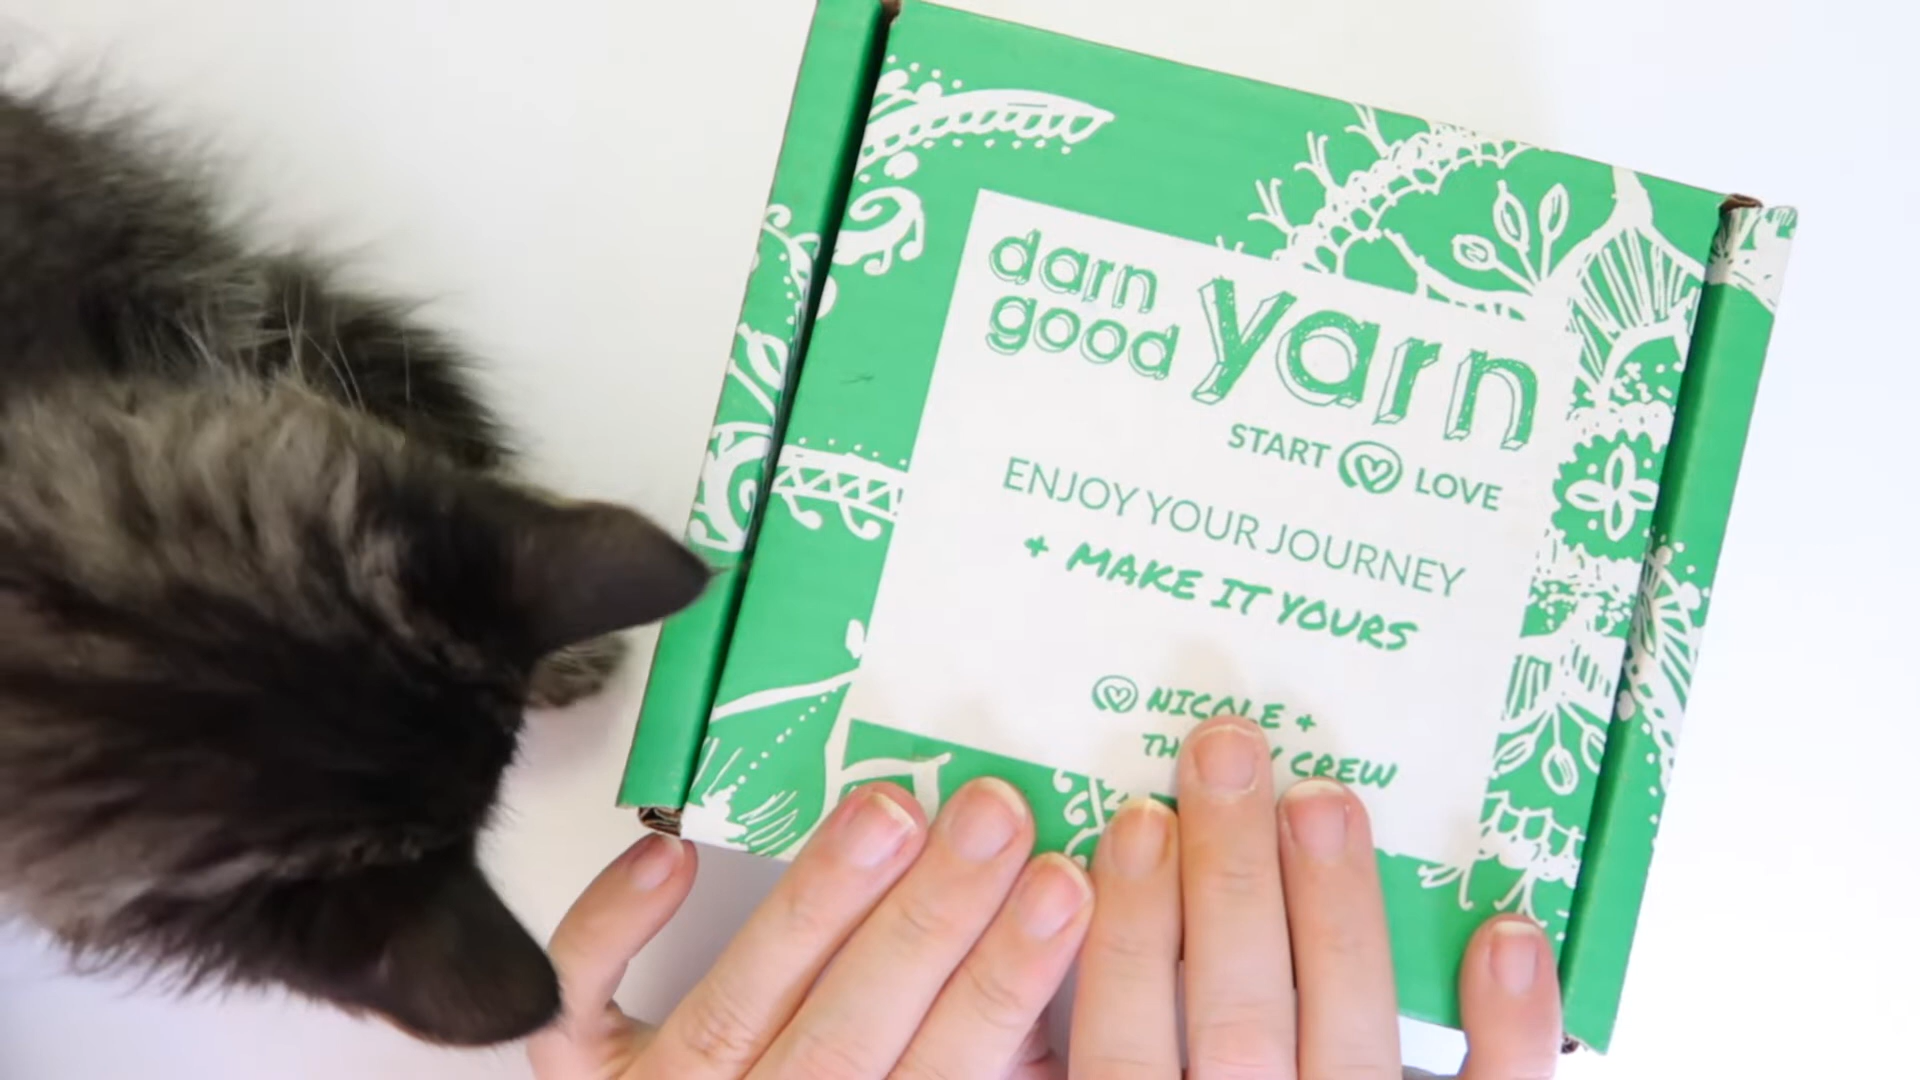 darn
good yarn
START LOVE
ENJOY YOUR JOURNEY
+ MAKE IT YOURS
NICOLE +
CREW